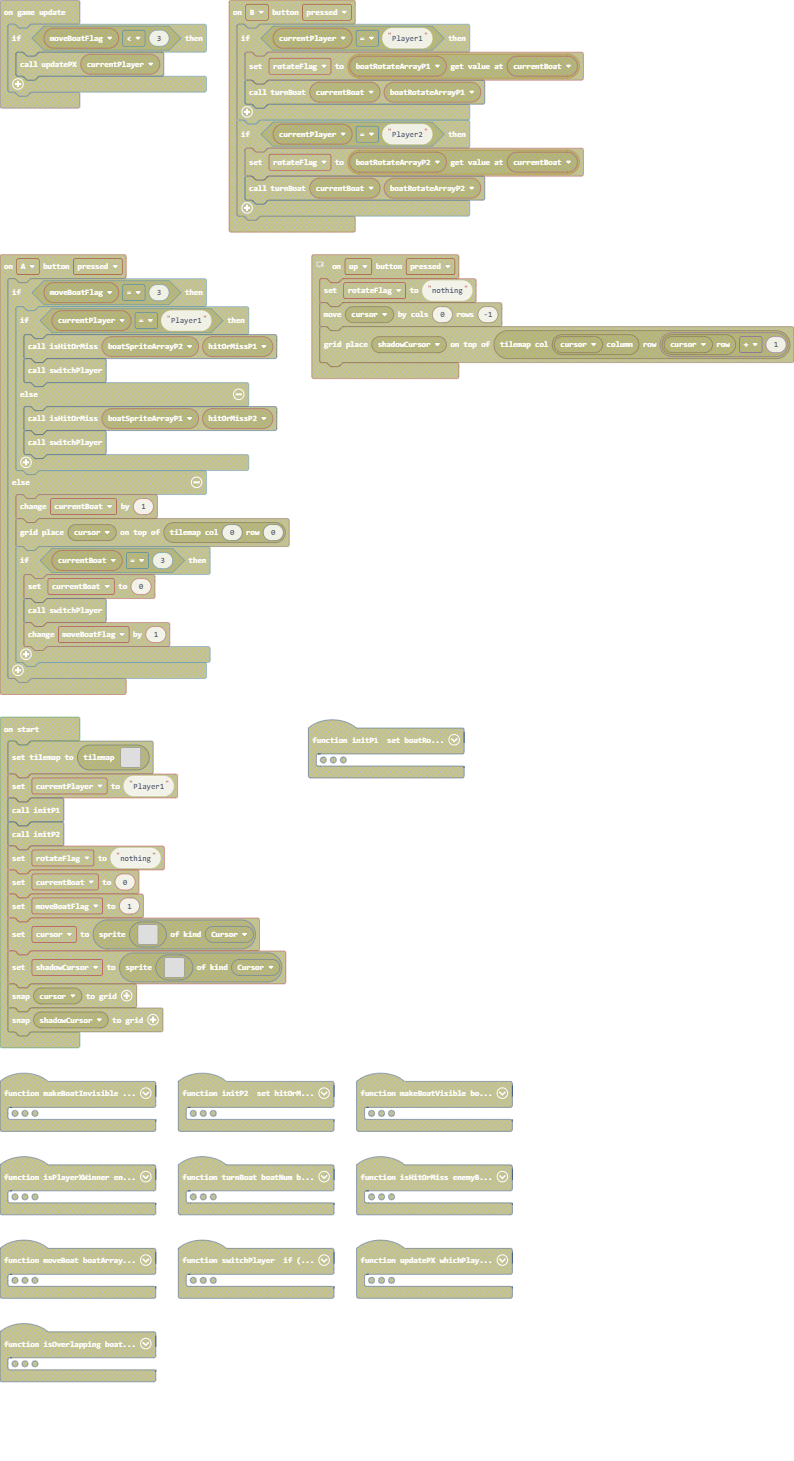 on game update
if moveBoatFlag < 3 then
call updatePX currentPlayer
on B button pressed
if currentPlayer = "Player1" then
set rotateFlag to boatRotateArrayP1 get value at currentBoat
call turnBoat currentBoat boatRotateArrayP1
if currentPlayer = "Player2" then
set rotateFlag to boatRotateArrayP2 get value at currentBoat
call turnBoat currentBoat boatRotateArrayP2
on A button pressed
if moveBoatFlag = 3 then
if currentPlayer = "Player1" then
call isHitOrMiss boatSpriteArrayP2 hitOrMissP1
call switchPlayer
else
call isHitOrMiss boatSpriteArrayP1 hitOrMissP2
call switchPlayer
else
change currentBoat by 1
grid place cursor on top of tilemap col 0 row 0
if currentBoat = 3 then
set currentBoat to 0
call switchPlayer
change moveBoatFlag by 1
on up button pressed
set rotateFlag to "nothing"
move cursor by cols 0 rows -1
grid place shadowCursor on top of tilemap col cursor column row cursor row + 1
on start
set tilemap to tilemap
set currentPlayer to "Player1"
call initP1
call initP2
set rotateFlag to "nothing"
set currentBoat to 0
set moveBoatFlag to 1
set cursor to sprite of kind Cursor
set shadowCursor to sprite of kind Cursor
snap cursor to grid
snap shadowCursor to grid
function initP1 set boatRo...
function makeBoatInvisible ...
function initP2 set hitOrM...
function makeBoatVisible bo...
function isPlayerXWinner en...
function turnBoat boatNum b...
function isHitOrMiss enemyB...
function moveBoat boatArray...
function switchPlayer if (...
function updatePX whichPlay...
function isOverlapping boat...